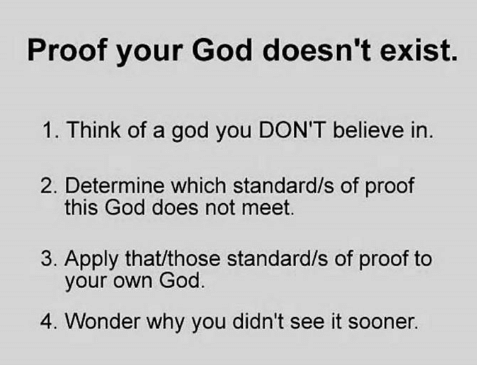 Proof your God doesn't exist.
1. Think of a god you DON'T believe in.
2. Determine which standard/s of proof
this God does not meet.
3. Apply that/those standard/s of proof to
your own God.
4. Wonder why you didn't see it sooner.